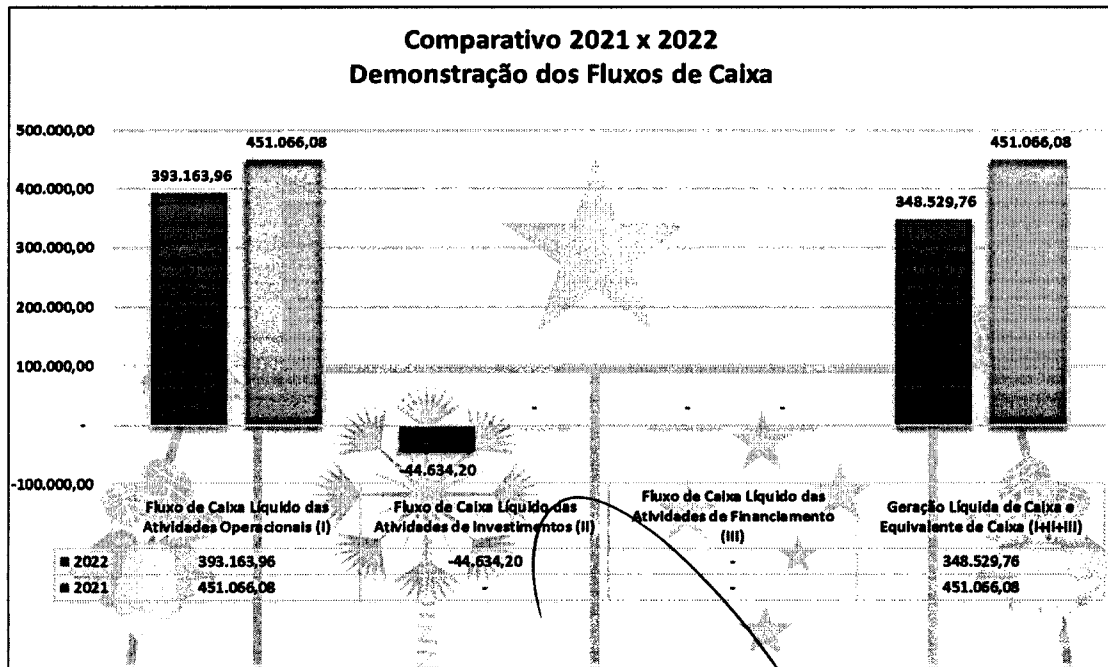 Comparativo 2021 x 2022
Demonstração dos Fluxos de Caixa
500.000,00
451.066,08
451.066,08
393.163,96
400.000,00
348.529,76
300.000,00
200.000,00
100.000,00
-
-
-
-
-44.634,20
-100.000,00
Fluxo de Caixa Líquido das Atividades Operacionais (I)
Fluxo de Caixa Líquido das Atividades de Investimentos (II)
Fluxo de Caixa Líquido das Atividades de Financiamento (III)
Geração Líquida de Caixa e Equivalente de Caixa (I+II+III)
2022 393.163,96 -44.634,20 - 348.529,76
2021 451.066,08 - - 451.066,08